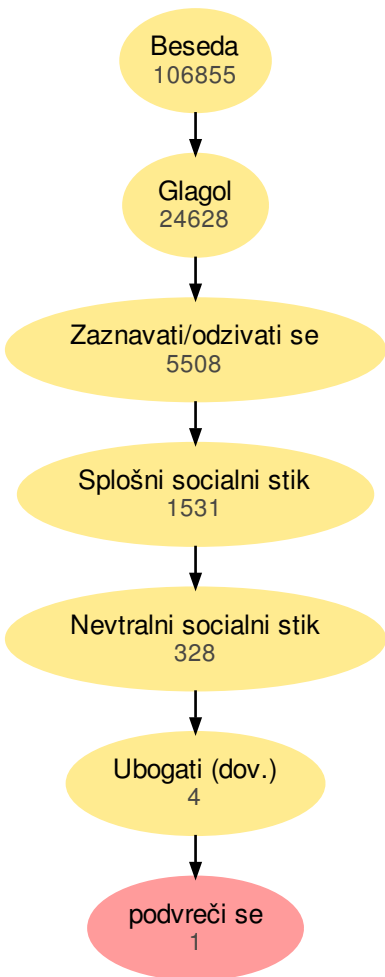 Beseda
106855
Glagol
24628
Zaznavati/odzivati se
5508
Splošni socialni stik
1531
Nevtralni socialni stik
328
Ubogati (dov.)
4
podvreči se
1